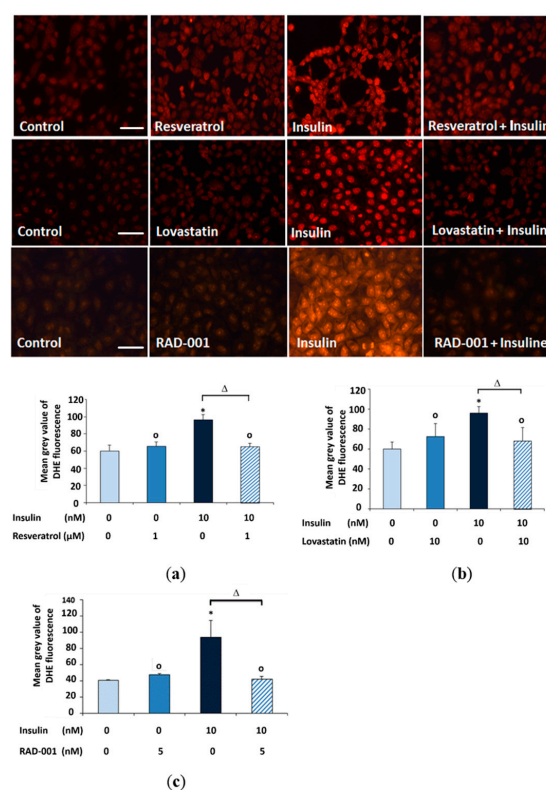 Control Resveratrol Insulin Resveratrol + Insulin
Control Lovastatin Insulin Lovastatin + Insulin
Control RAD-001 Insulin RAD-001 + Insuline
Mean grey value of
DHE fluorescence
120
100
80
60
40
20
0
o * Δ o
Insulin (nM) 0 0 10 10
Resveratrol (µM) 0 1 0 1
(a)
Mean grey value of
DHE fluorescence
120
100
80
60
40
20
0
o * Δ o
Insulin (nM) 0 0 10 10
Lovastatin (nM) 0 10 0 10
(b)
Mean grey value of
DHE fluorescence
140
120
100
80
60
40
20
0
o * Δ o
Insulin (nM) 0 0 10 10
RAD-001 (nM) 0 5 0 5
(c)